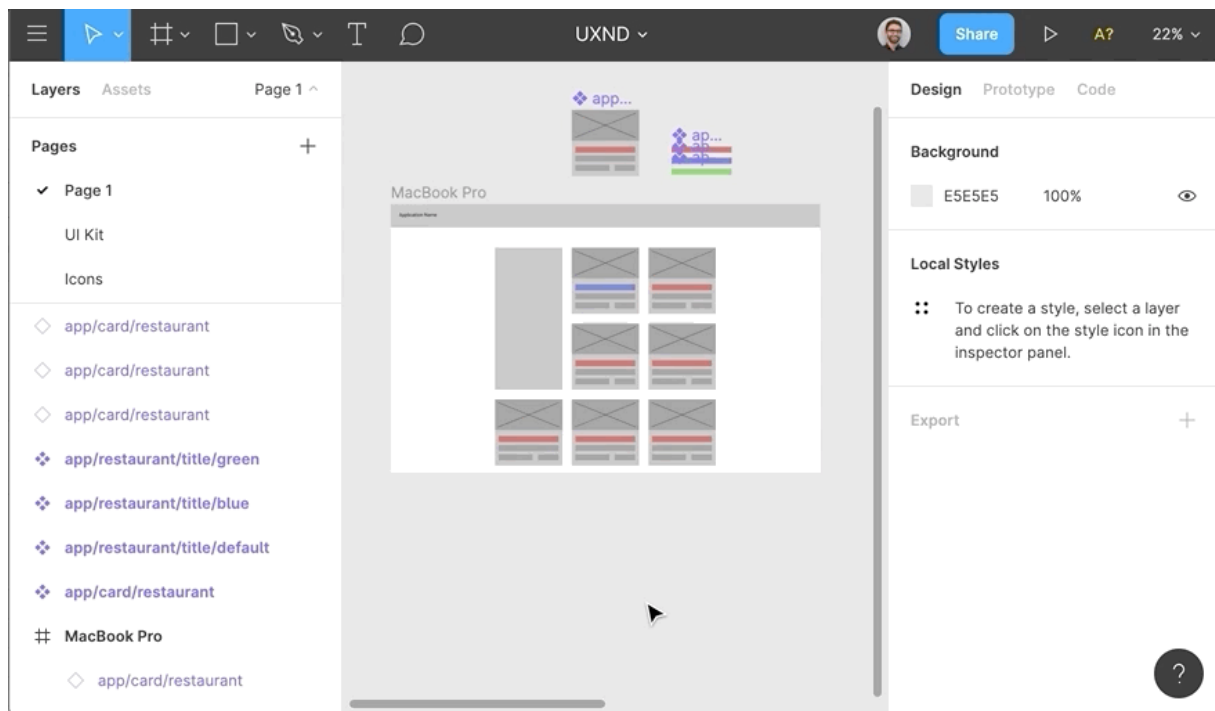 UXND
Share
A?
22%
Layers
Assets
Page 1
Pages
Page 1
UI Kit
Icons
app/card/restaurant
app/card/restaurant
app/card/restaurant
app/restaurant/title/green
app/restaurant/title/blue
app/restaurant/title/default
app/card/restaurant
MacBook Pro
app/card/restaurant
app...
ap...
MacBook Pro
Application Name
Design
Prototype
Code
Background
E5E5E5
100%
Local Styles
To create a style, select a layer
and click on the style icon in the
inspector panel.
Export
?